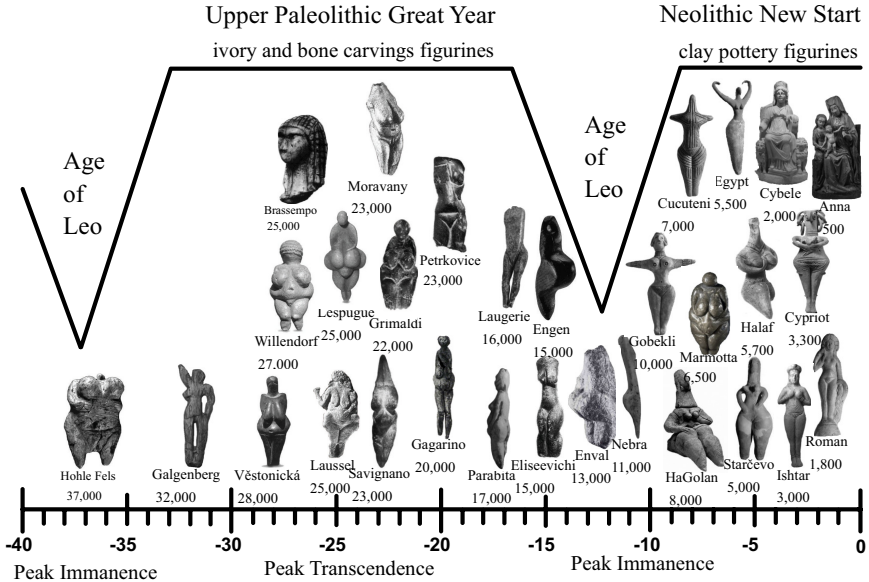 Upper Paleolithic Great Year
Neolithic New Start
ivory and bone carvings figurines
clay pottery figurines
Age
of
Leo
Age
of
Leo
Brassempo
25,000
Moravany
23,000
Petrkovice
23,000
Cucuteni
7,000
Egypt
5,500
Cybele
2,000
Anna
500
Willendorf
27.000
Lespugue
25,000
Grimaldi
22,000
Laugerie
16,000
Engen
15,000
Gobekli
10,000
Marmotta
6,500
Halaf
5,700
Cypriot
3,300
Hohle Fels
37,000
Galgenberg
32,000
Vĕstonická
28,000
Laussel
25,000
Savignano
23,000
Gagarino
20,000
Parabita
17,000
Eliseevichi
15,000
Enval
13,000
Nebra
11,000
HaGolan
8,000
Starčevo
5,000
Ishtar
3,000
Roman
1,800
-40 -35 -30 -25 -20 -15 -10 -5 0
Peak Immanence Peak Transcendence Peak Immanence